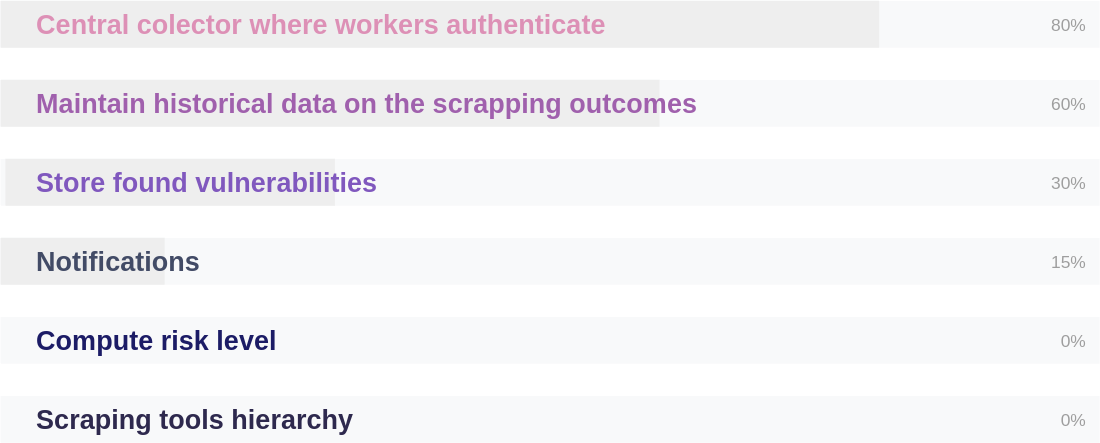 Central colector where workers authenticate 80%
Maintain historical data on the scrapping outcomes 60%
Store found vulnerabilities 30%
Notifications 15%
Compute risk level 0%
Scraping tools hierarchy 0%